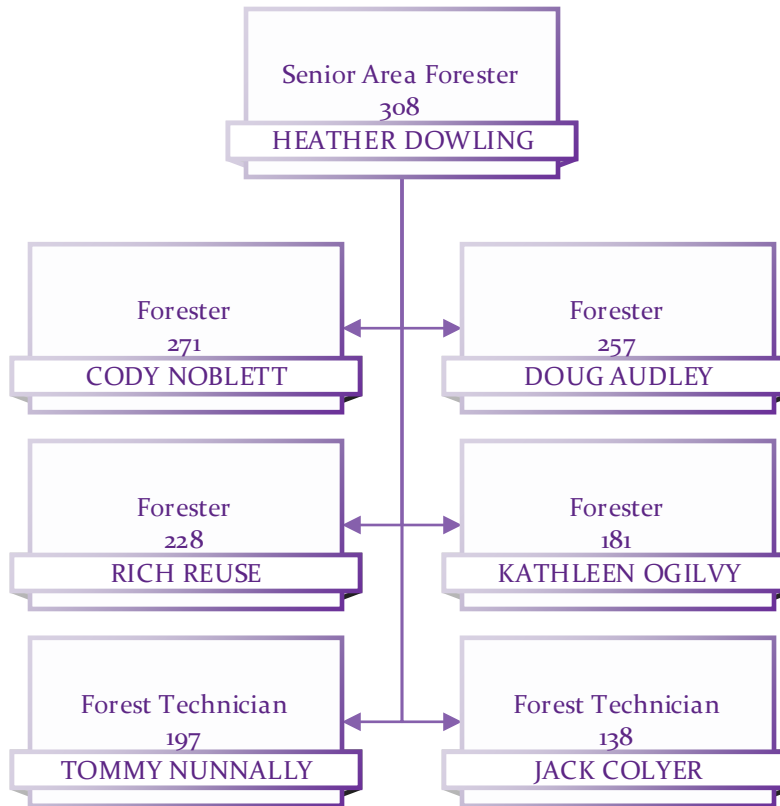 Senior Area Forester
308
HEATHER DOWLING
Forester
271
CODY NOBLETT
Forester
257
DOUG AUDLEY
Forester
228
RICH REUSE
Forester
181
KATHLEEN OGILVY
Forest Technician
197
TOMMY NUNNALLY
Forest Technician
138
JACK COLYER